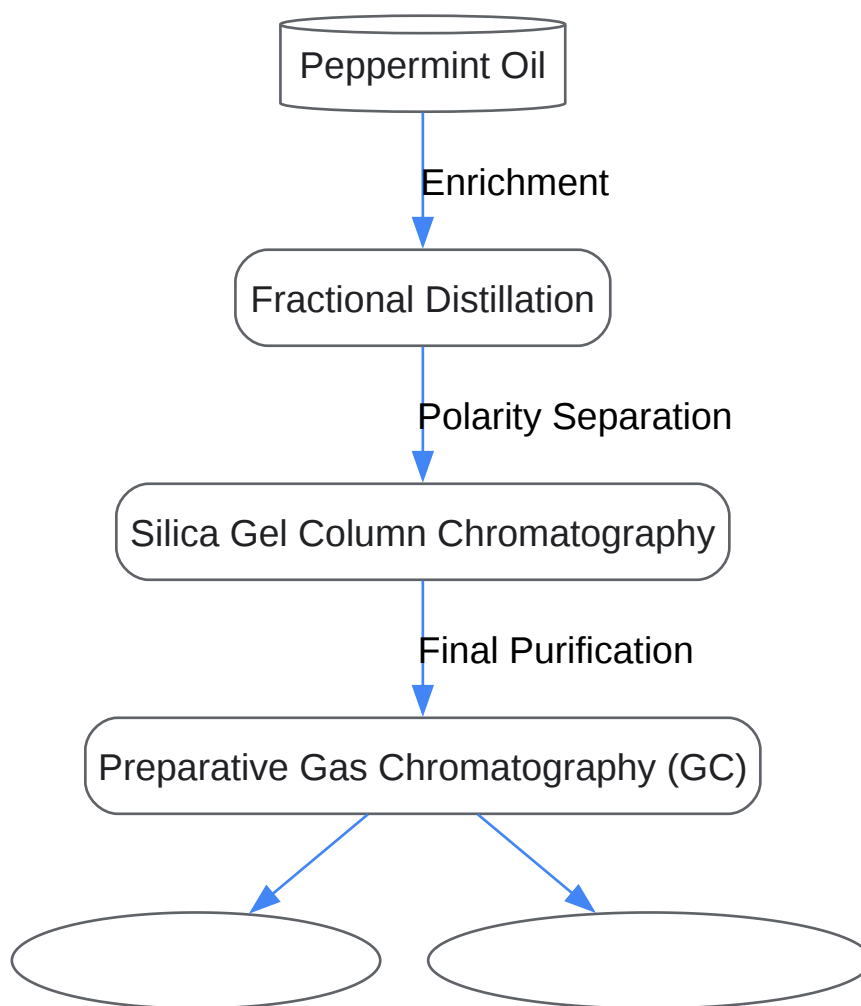 Peppermint Oil
Enrichment
Fractional Distillation
Polarity Separation
Silica Gel Column Chromatography
Final Purification
Preparative Gas Chromatography (GC)